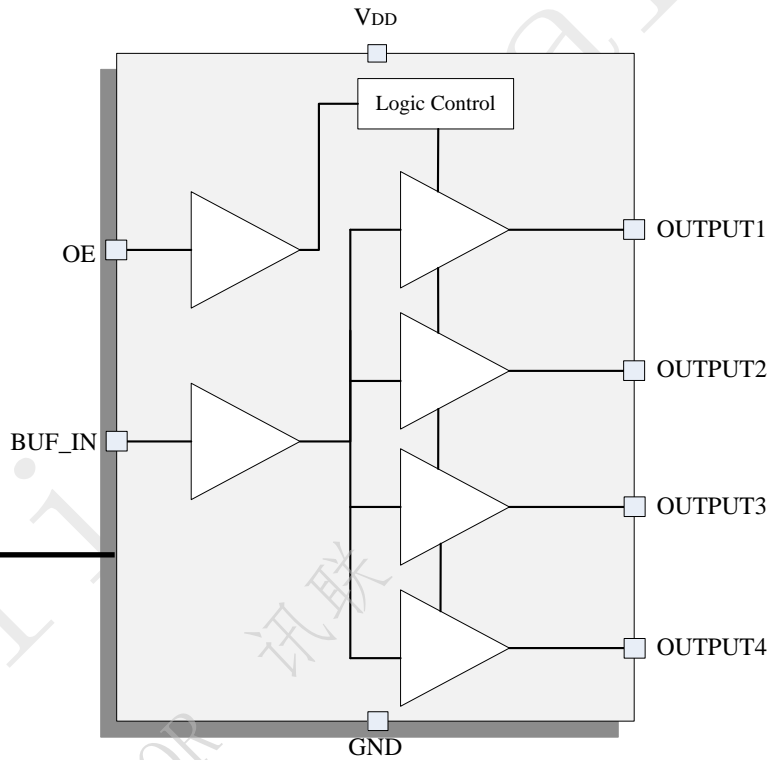 VDD
Logic Control
OE
OUTPUT1
OUTPUT2
BUF_IN
OUTPUT3
讯联
OUTPUT4
GND